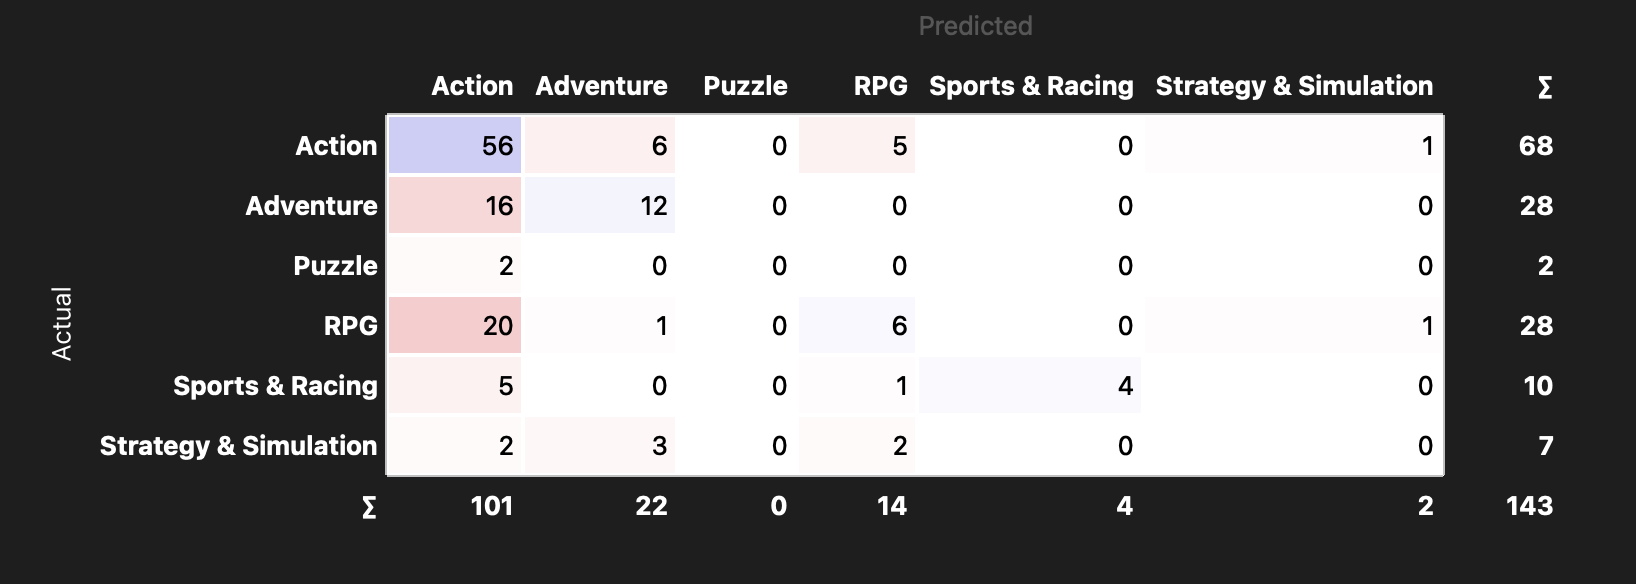 Predicted
Action Adventure Puzzle RPG Sports & Racing Strategy & Simulation Σ
Action 56 6 0 5 0 1 68
Adventure 16 12 0 0 0 0 28
Puzzle 2 0 0 0 0 0 2
Actual
RPG 20 1 0 6 0 1 28
Sports & Racing 5 0 0 1 4 0 10
Strategy & Simulation 2 3 0 2 0 0 7
Σ 101 22 0 14 4 2 143